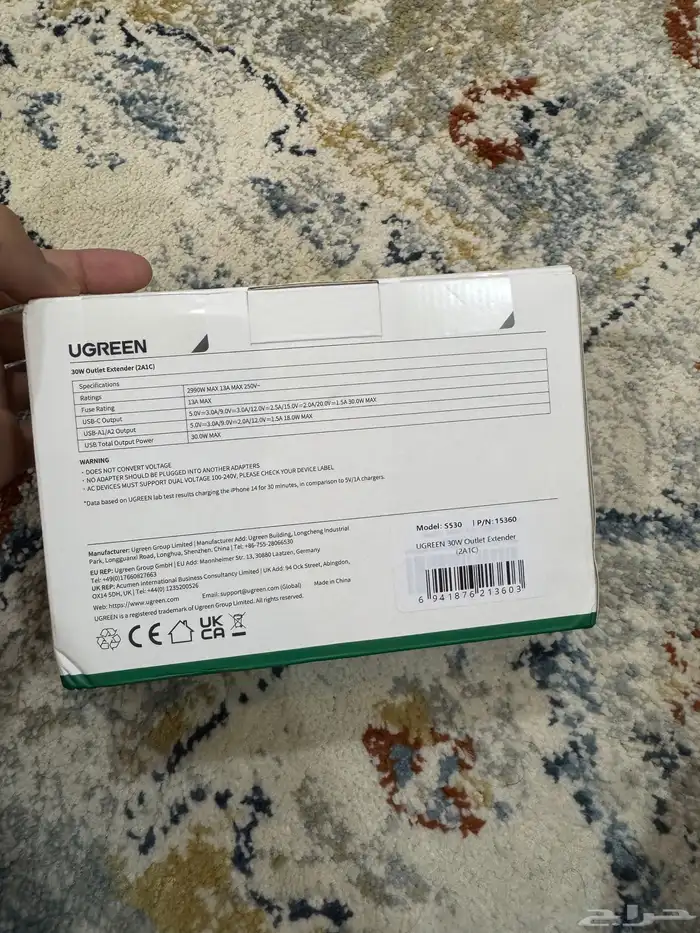 UGREEN
30W Outlet Extender (2A1C)
Specifications
Ratings 2990W MAX 13A MAX 250V~
Fuse Rating 13A MAX
USB-C Output 5.0V⎓3.0A/9.0V⎓3.0A/12.0V⎓2.5A/15.0V⎓2.0A/20.0V⎓1.5A 30.0W MAX
USB-A1/A2 Output 5.0V⎓3.0A/9.0V⎓2.0A/12.0V⎓1.5A 18.0W MAX
USB Total Output Power 30.0W MAX
WARNING
- DOES NOT CONVERT VOLTAGE
- NO ADAPTER SHOULD BE PLUGGED INTO ANOTHER ADAPTERS
- AC DEVICES MUST SUPPORT DUAL VOLTAGE 100-240V, PLEASE CHECK YOUR DEVICE LABEL
*Data based on UGREEN lab test results charging the iPhone 14 for 30 minutes, in comparison to 5V/1A chargers.
Manufacturer: Ugreen Group Limited | Manufacturer Add: Ugreen Building, Longcheng Industrial
Park, Longguanxi Road, Longhua, Shenzhen, China | Tel: +86-755-28066530
EU REP: Ugreen Group GmbH | EU Add: Mannheimer Str. 13, 30880 Laatzen, Germany
Tel: +49(0)17660827663
UK REP: Acumen International Business Consultancy Limited | UK Add: 94 Ock Street, Abingdon,
OX14 5DH, UK | Tel: +44(0) 1235200526
Web: https://www.ugreen.com Email: support@ugreen.com (Global) Made in China
UGREEN is a registered trademark of Ugreen Group Limited. All rights reserved.
CE UK
CA
Model: S530 | P/N: 15360
UGREEN 30W Outlet Extender
(2A1C)
6 941876 213603
حراج